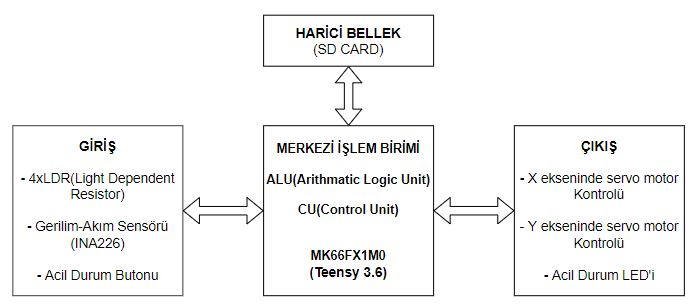 HARİCİ BELLEK
(SD CARD)
GİRİŞ
- 4xLDR(Light Dependent
Resistor)
- Gerilim-Akım Sensörü
(INA226)
- Acil Durum Butonu
MERKEZİ İŞLEM BİRİMİ
ALU(Arithmatic Logic Unit)
CU(Control Unit)
MK66FX1M0
(Teensy 3.6)
ÇIKIŞ
- X ekseninde servo motor
Kontrolü
- Y ekseninde servo motor
Kontrolü
- Acil Durum LED'i